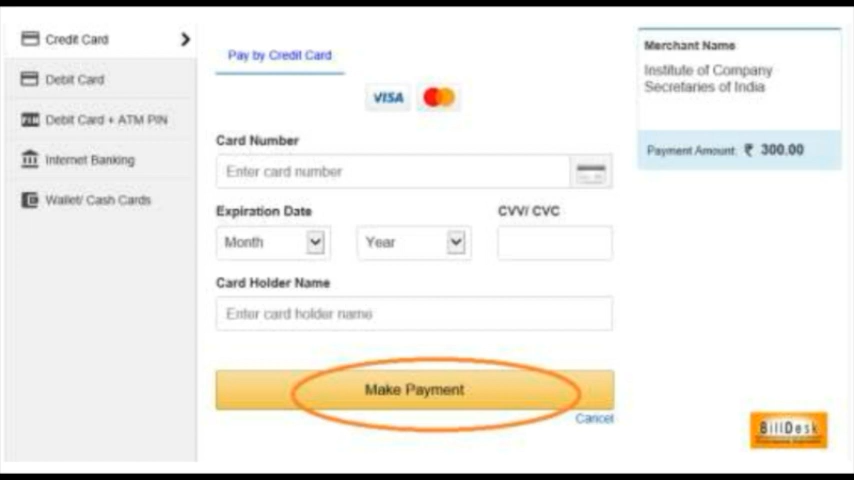 Credit Card
Debit Card
Debit Card + ATM PIN
Internet Banking
Wallet/ Cash Cards
Pay by Credit Card
VISA
Card Number
Enter card number
Expiration Date
CVV/ CVC
Month
Year
Card Holder Name
Enter card holder name
Make Payment
Cancel
Merchant Name
Institute of Company
Secretaries of India
Payment Amount: ₹ 300.00
BillDesk